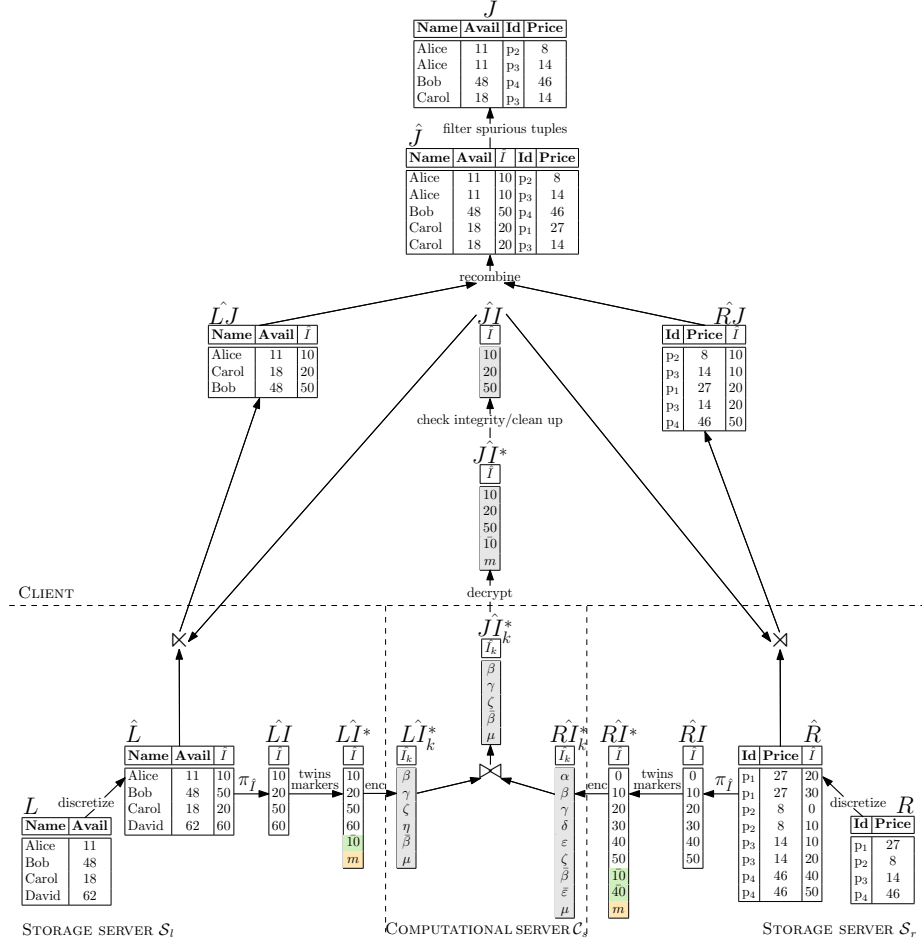 J
Name Avail Id Price
Alice 11 p₂ 8
Alice 11 p₃ 14
Bob 48 p₄ 46
Carol 18 p₃ 14
filter spurious tuples
Ĵ
Name Avail Î Id Price
Alice 11 10 p₂ 8
Alice 11 10 p₃ 14
Bob 48 50 p₄ 46
Carol 18 20 p₁ 27
Carol 18 20 p₃ 14
recombine
L̂J
Name Avail Î
Alice 11 10
Carol 18 20
Bob 48 50
ĴI
Î
10
20
50
R̂J
Id Price Î
p₂ 8 10
p₃ 14 10
p₁ 27 20
p₃ 14 20
p₄ 46 50
check integrity/clean up
ĴI*
Î
10
20
50
1̄0
m
decrypt
CLIENT
ĴI*ₖ
Îₖ
β
γ
ζ
β̄
μ
⋈
⋈
⋈
L
Name Avail
Alice 11
Bob 48
Carol 18
David 62
discretize
L̂
Name Avail Î
Alice 11 10
Bob 48 50
Carol 18 20
David 62 60
π_Î
L̂I
Î
10
20
50
60
twins
markers
L̂I*
Î
10
20
50
60
1̄0
m
enc
L̂I*ₖ
Îₖ
β
γ
ζ
η
β̄
μ
R̂I*ₖ
Îₖ
α
β
γ
δ
ε
ζ
β̄
ε̄
μ
enc
R̂I*
Î
0
10
20
30
40
50
1̄0
4̄0
m
twins
markers
R̂I
Î
0
10
20
30
40
50
π_Î
R̂
Id Price Î
p₁ 27 20
p₁ 27 30
p₂ 8 0
p₂ 8 10
p₃ 14 10
p₃ 14 20
p₄ 46 40
p₄ 46 50
discretize
R
Id Price
p₁ 27
p₂ 8
p₃ 14
p₄ 46
STORAGE SERVER 𝒮ₗ
COMPUTATIONAL SERVER 𝒞ₛ
STORAGE SERVER 𝒮ᵣ